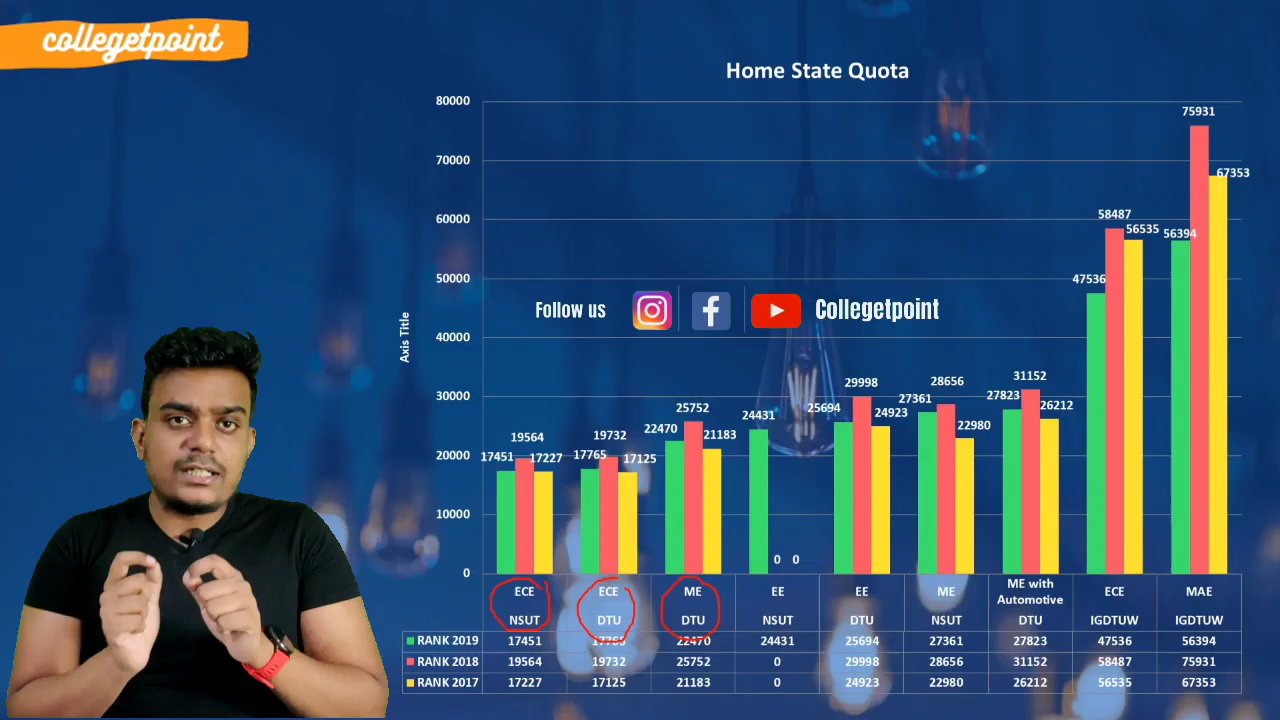 collegetpoint
Home State Quota
80000
70000
60000
50000
40000
30000
20000
10000
0
Axis Title
17451 19564 17227
17765 19732 17125
22470 25752 21183
24431 0 0
25694 29998 24923
27361 28656 22980
27823 31152 26212
47536 58487 56535
56394 75931 67353
Follow us Collegetpoint
ECE ECE ME EE EE ME ME with Automotive ECE MAE
NSUT DTU DTU NSUT DTU NSUT DTU IGDTUW IGDTUW
RANK 2019 17451 17765 22470 24431 25694 27361 27823 47536 56394
RANK 2018 19564 19732 25752 0 29998 28656 31152 58487 75931
RANK 2017 17227 17125 21183 0 24923 22980 26212 56535 67353